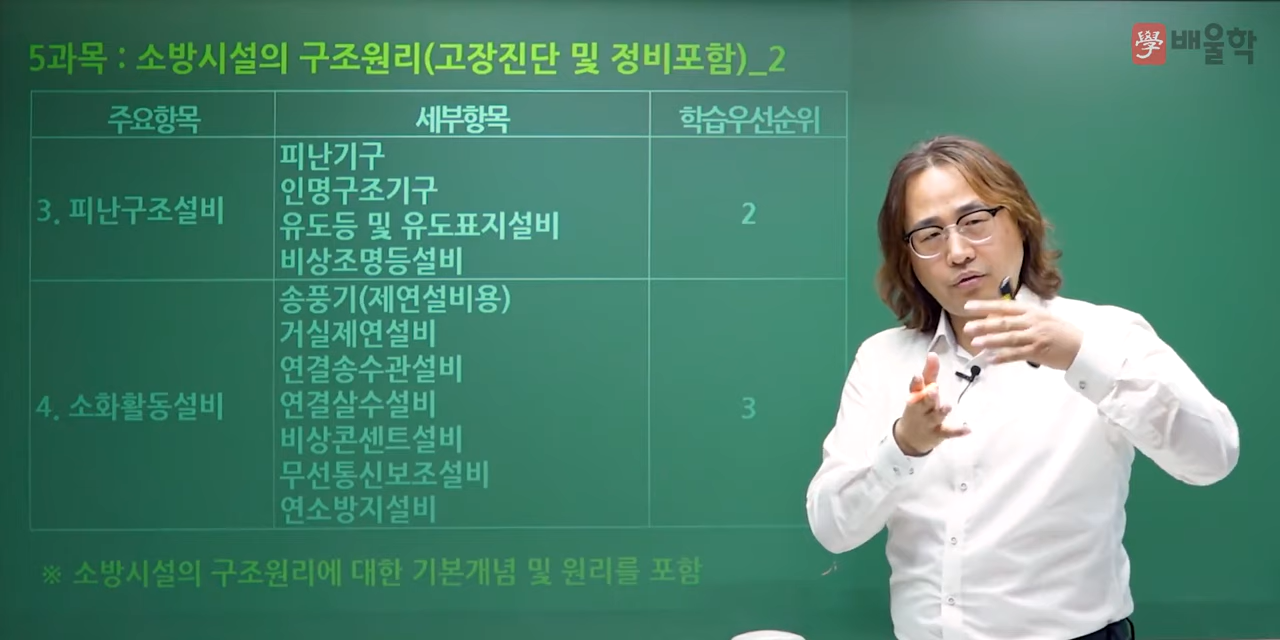 5과목 : 소방시설의 구조원리(고장진단 및 정비포함)_2
學 배울학
주요항목 세부항목 학습우선순위
3. 피난구조설비
피난기구
인명구조기구
유도등 및 유도표지설비
비상조명등설비
2
4. 소화활동설비
송풍기(제연설비용)
거실제연설비
연결송수관설비
연결살수설비
비상콘센트설비
무선통신보조설비
연소방지설비
3
※ 소방시설의 구조원리에 대한 기본개념 및 원리를 포함